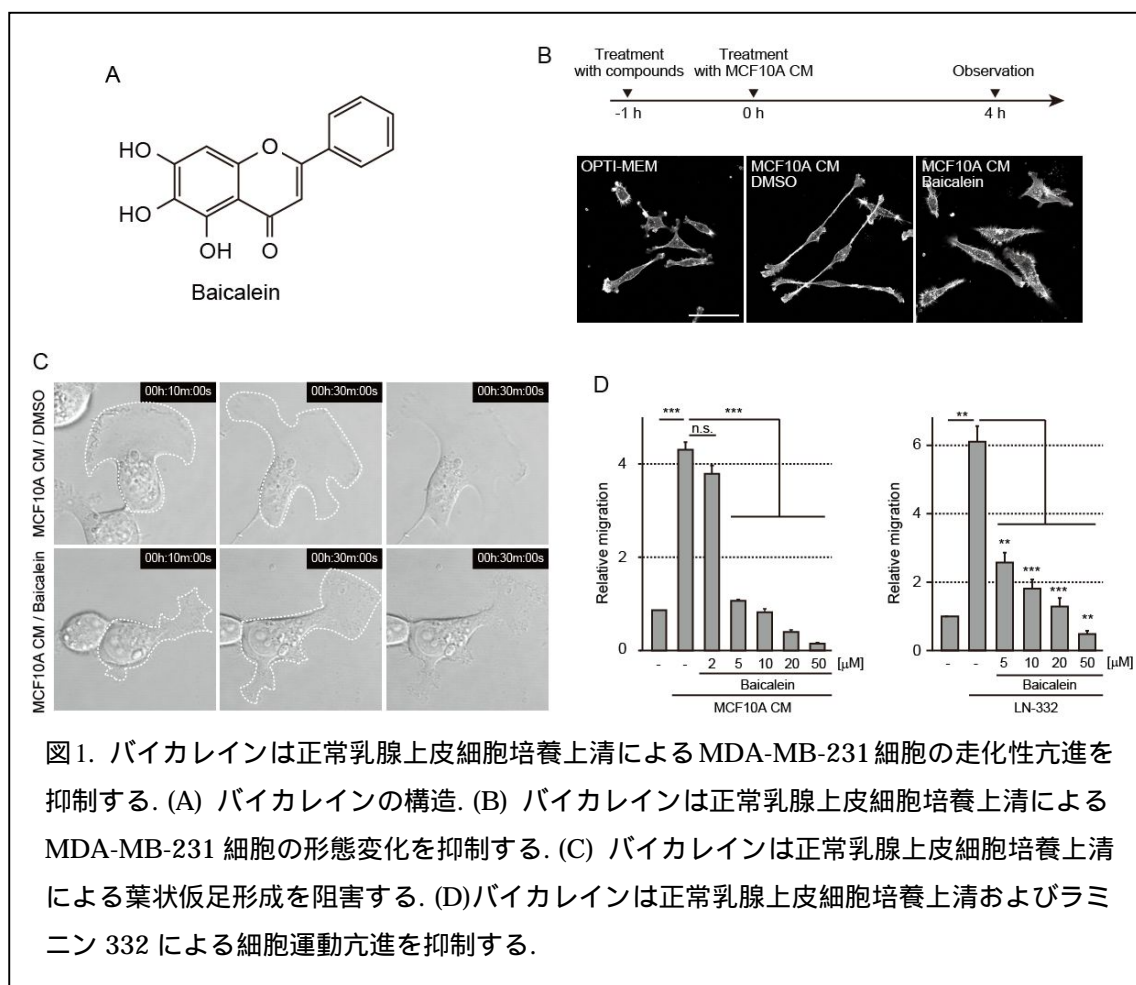 A
O
HO
HO
OH
O
Baicalein
B
Treatment with compounds
Treatment with MCF10A CM
Observation
-1 h
0 h
4 h
OPTI-MEM
MCF10A CM
DMSO
MCF10A CM
Baicalein
C
MCF10A CM / DMSO
00h:10m:00s
00h:30m:00s
00h:30m:00s
MCF10A CM / Baicalein
00h:10m:00s
00h:30m:00s
00h:30m:00s
D
Relative migration
4
2
0
***
***
n.s.
- - 2 5 10 20 50 [μM]
Baicalein
MCF10A CM
Relative migration
6
4
2
0
**
**
***
***
**
- - 5 10 20 50 [μM]
Baicalein
LN-332
図1. バイカレインは正常乳腺上皮細胞培養上清によるMDA-MB-231細胞の走化性亢進を
抑制する. (A) バイカレインの構造. (B) バイカレインは正常乳腺上皮細胞培養上清による
MDA-MB-231 細胞の形態変化を抑制する. (C) バイカレインは正常乳腺上皮細胞培養上清
による葉状仮足形成を阻害する. (D)バイカレインは正常乳腺上皮細胞培養上清およびラミ
ニン 332 による細胞運動亢進を抑制する.